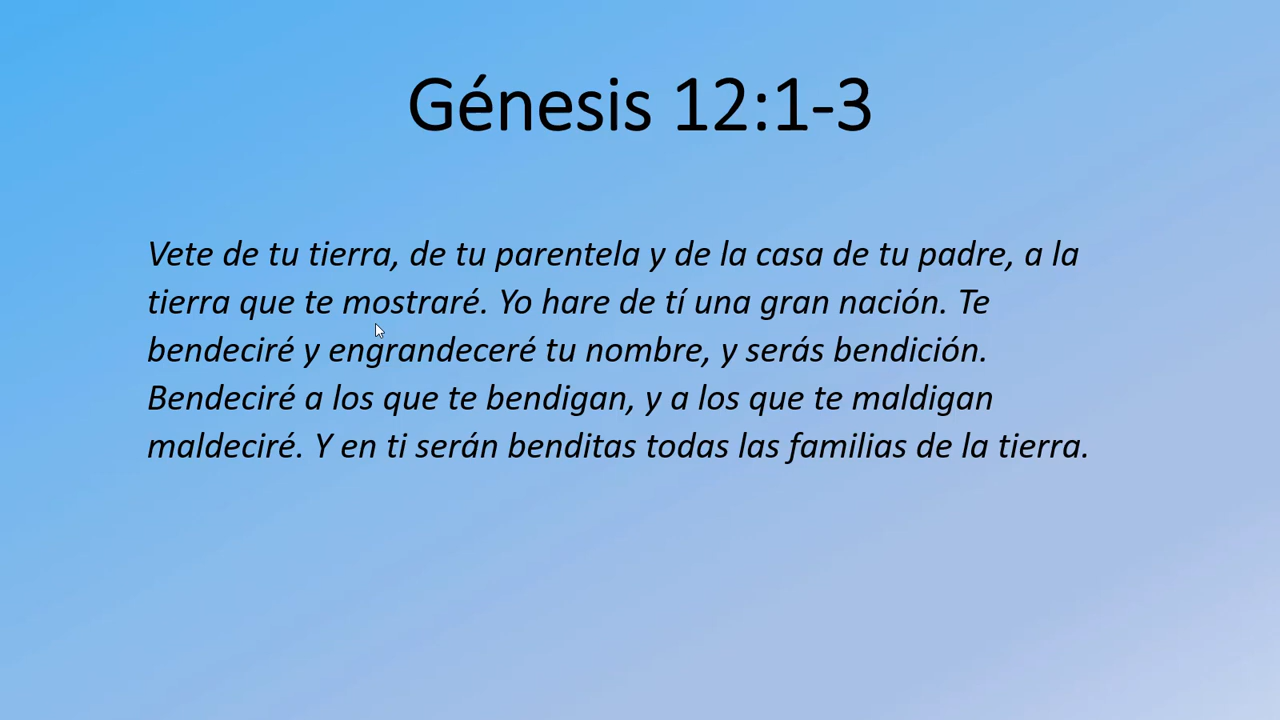 Génesis 12:1-3
Vete de tu tierra, de tu parentela y de la casa de tu padre, a la
tierra que te mostraré. Yo hare de tí una gran nación. Te
bendeciré y engrandeceré tu nombre, y serás bendición.
Bendeciré a los que te bendigan, y a los que te maldigan
maldeciré. Y en ti serán benditas todas las familias de la tierra.